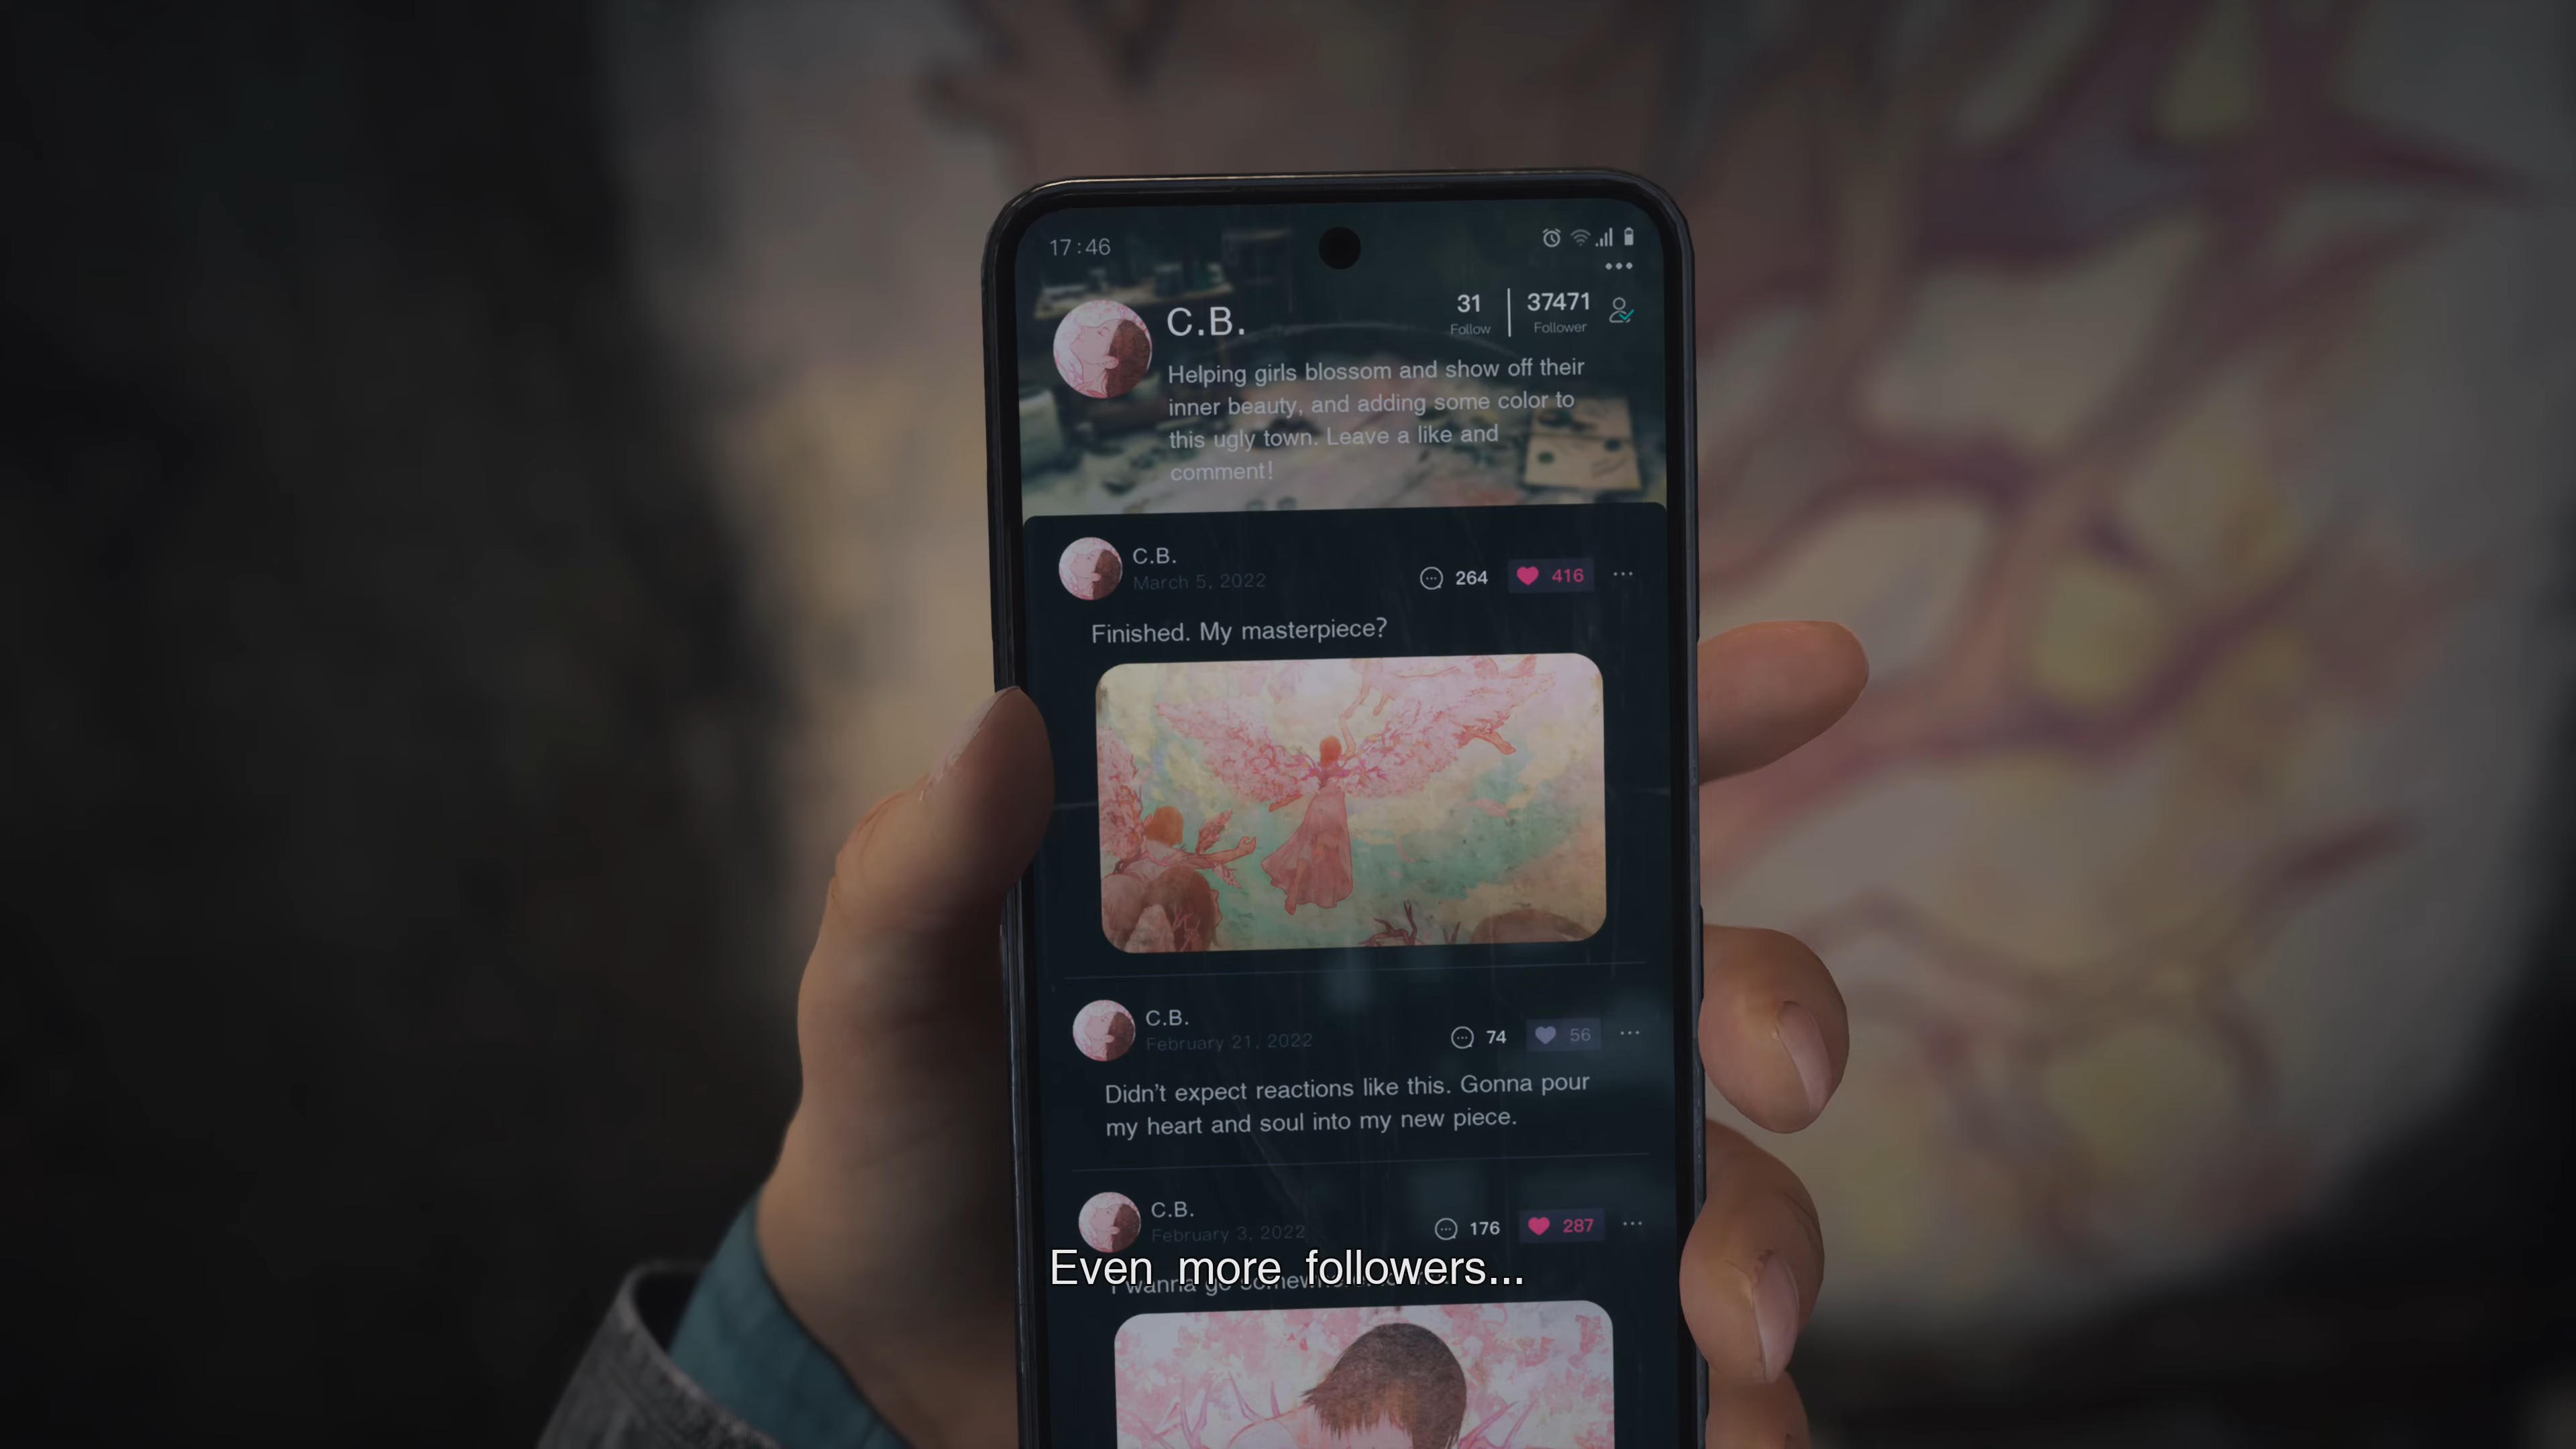 17:46
C.B.
31
Follow
37471
Follower
Helping girls blossom and show off their
inner beauty, and adding some color to
this ugly town. Leave a like and
comment!
C.B.
March 5, 2022
264
416
Finished. My masterpiece?
C.B.
February 21, 2022
74
56
Didn't expect reactions like this. Gonna pour
my heart and soul into my new piece.
C.B.
February 3, 2022
176
287
Even more followers...
wanna go